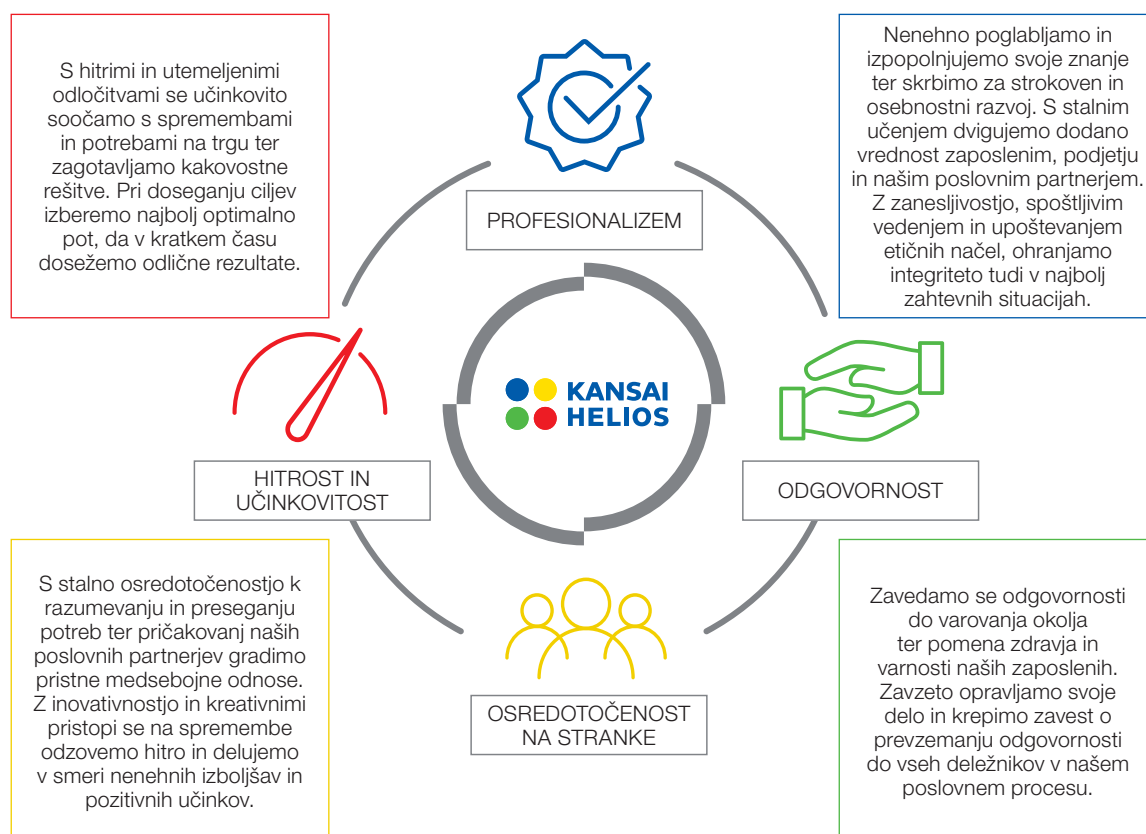 S hitrimi in utemeljenimi
odločitvami se učinkovito
soočamo s spremembami
in potrebami na trgu ter
zagotavljamo kakovostne
rešitve. Pri doseganju ciljev
izberemo najbolj optimalno
pot, da v kratkem času
dosežemo odlične rezultate.
PROFESIONALIZEM
Nenehno poglabljamo in
izpopolnjujemo svoje znanje
ter skrbimo za strokoven in
osebnostni razvoj. S stalnim
učenjem dvigujemo dodano
vrednost zaposlenim, podjetju
in našim poslovnim partnerjem.
Z zanesljivostjo, spoštljivim
vedenjem in upoštevanjem
etičnih načel, ohranjamo
integriteto tudi v najbolj
zahtevnih situacijah.
KANSAI
HELIOS
HITROST IN
UČINKOVITOST
ODGOVORNOST
S stalno osredotočenostjo k
razumevanju in preseganju
potreb ter pričakovanj naših
poslovnih partnerjev gradimo
pristne medsebojne odnose.
Z inovativnostjo in kreativnimi
pristopi se na spremembe
odzovemo hitro in delujemo
v smeri nenehnih izboljšav in
pozitivnih učinkov.
OSREDOTOČENOST
NA STRANKE
Zavedamo se odgovornosti
do varovanja okolja
ter pomena zdravja in
varnosti naših zaposlenih.
Zavzeto opravljamo svoje
delo in krepimo zavest o
prevzemanju odgovornosti
do vseh deležnikov v našem
poslovnem procesu.